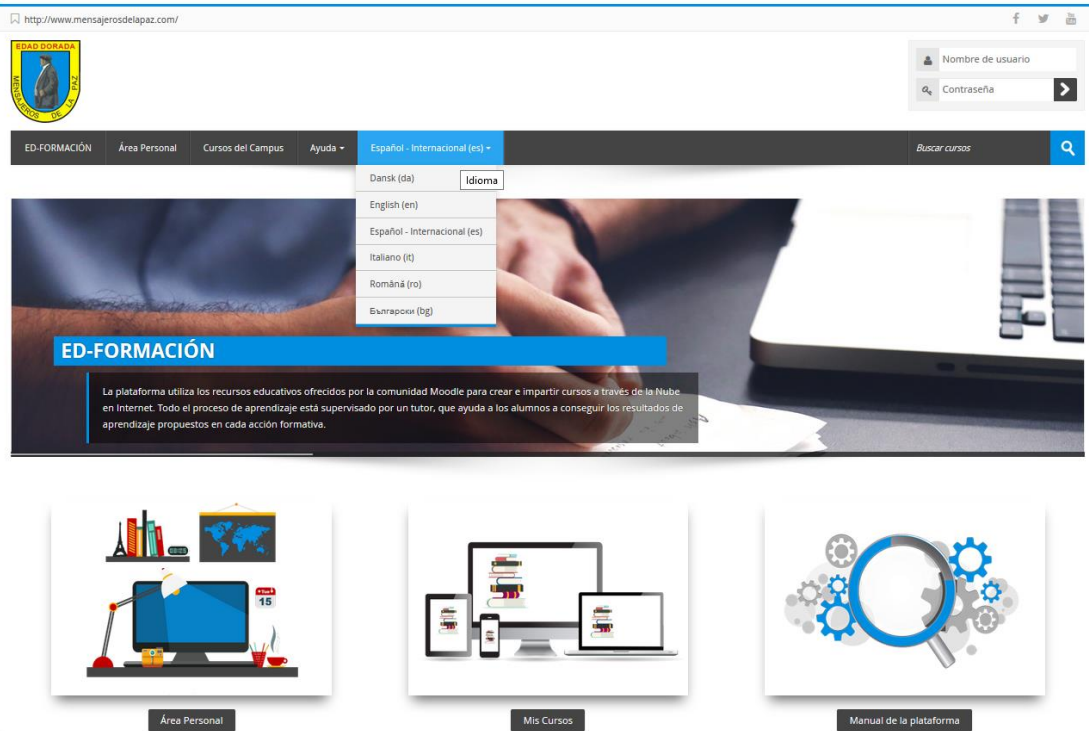 http://www.mensajerosdelapaz.com/
EDAD DORADA
MENSAJEROS DE LA PAZ
Nombre de usuario
Contraseña
ED-FORMACIÓN
Área Personal
Cursos del Campus
Ayuda
Español - Internacional (es)
Buscar cursos
Dansk (da)
Idioma
English (en)
Español - Internacional (es)
Italiano (it)
Română (ro)
Български (bg)
ED-FORMACIÓN
La plataforma utiliza los recursos educativos ofrecidos por la comunidad Moodle para crear e impartir cursos a través de la Nube
en Internet. Todo el proceso de aprendizaje está supervisado por un tutor, que ayuda a los alumnos a conseguir los resultados de
aprendizaje propuestos en cada acción formativa.
15
Área Personal
Mis Cursos
Manual de la plataforma